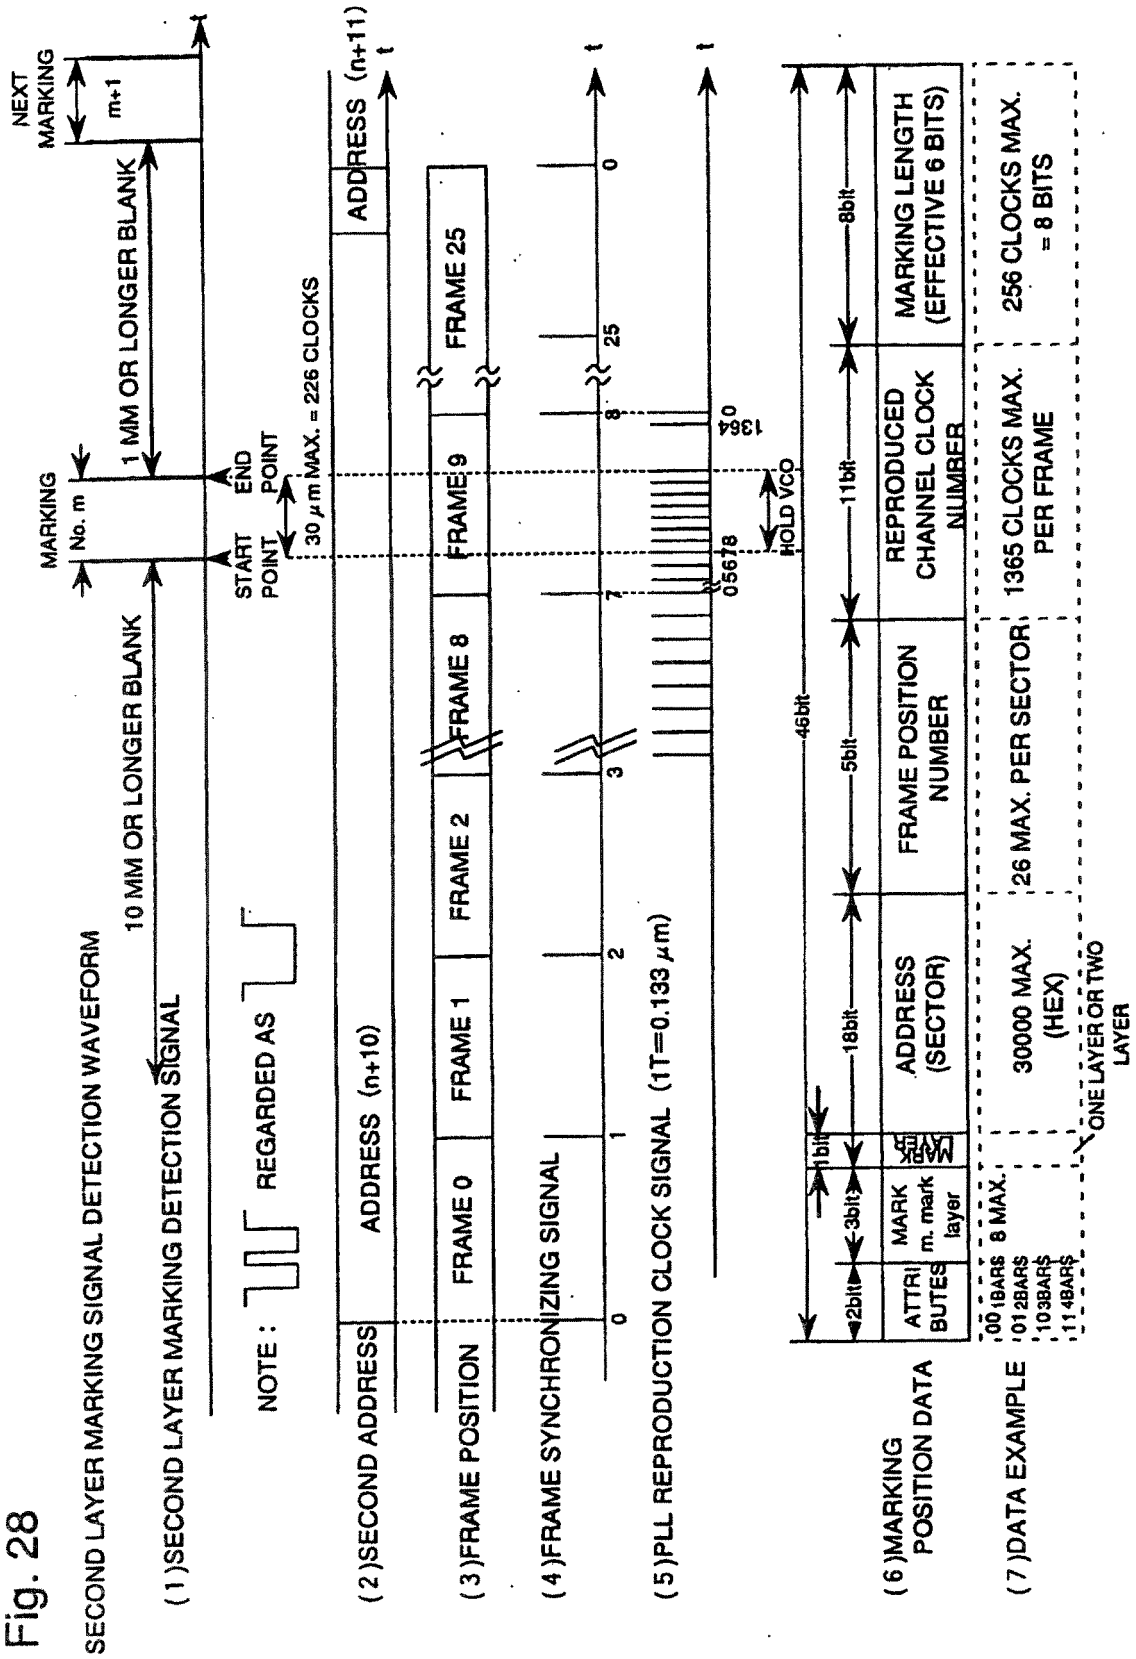 Fig. 28
SECOND LAYER MARKING SIGNAL DETECTION WAVEFORM
NEXT
MARKING
m+1
MARKING
No. m
10 MM OR LONGER BLANK
1 MM OR LONGER BLANK
(1)SECOND LAYER MARKING DETECTION SIGNAL
t
START
POINT
END
POINT
30 μm MAX. = 226 CLOCKS
NOTE :
REGARDED AS
(2)SECOND ADDRESS
ADDRESS (n+10)
ADDRESS (n+11)
t
(3)FRAME POSITION
FRAME 0
FRAME 1
FRAME 2
FRAME 8
FRAME 9
FRAME 25
(4)FRAME SYNCHRONIZING SIGNAL
t
0
1
2
3
7
8
25
0
(5)PLL REPRODUCTION CLOCK SIGNAL (1T=0.133 μm)
t
05678
1364
0
HOLD VCO
46bit
2bit
3bit
1bit
18bit
5bit
11bit
8bit
(6)MARKING
POSITION DATA
ATTRI
BUTES
MARK
m. mark
layer
MARK
LAYER
ADDRESS
(SECTOR)
FRAME POSITION
NUMBER
REPRODUCED
CHANNEL CLOCK
NUMBER
MARKING LENGTH
(EFFECTIVE 6 BITS)
(7)DATA EXAMPLE
00 1BARS
01 2BARS
10 3BARS
11 4BARS
8 MAX.
30000 MAX.
(HEX)
26 MAX. PER SECTOR
1365 CLOCKS MAX.
PER FRAME
256 CLOCKS MAX.
= 8 BITS
ONE LAYER OR TWO
LAYER